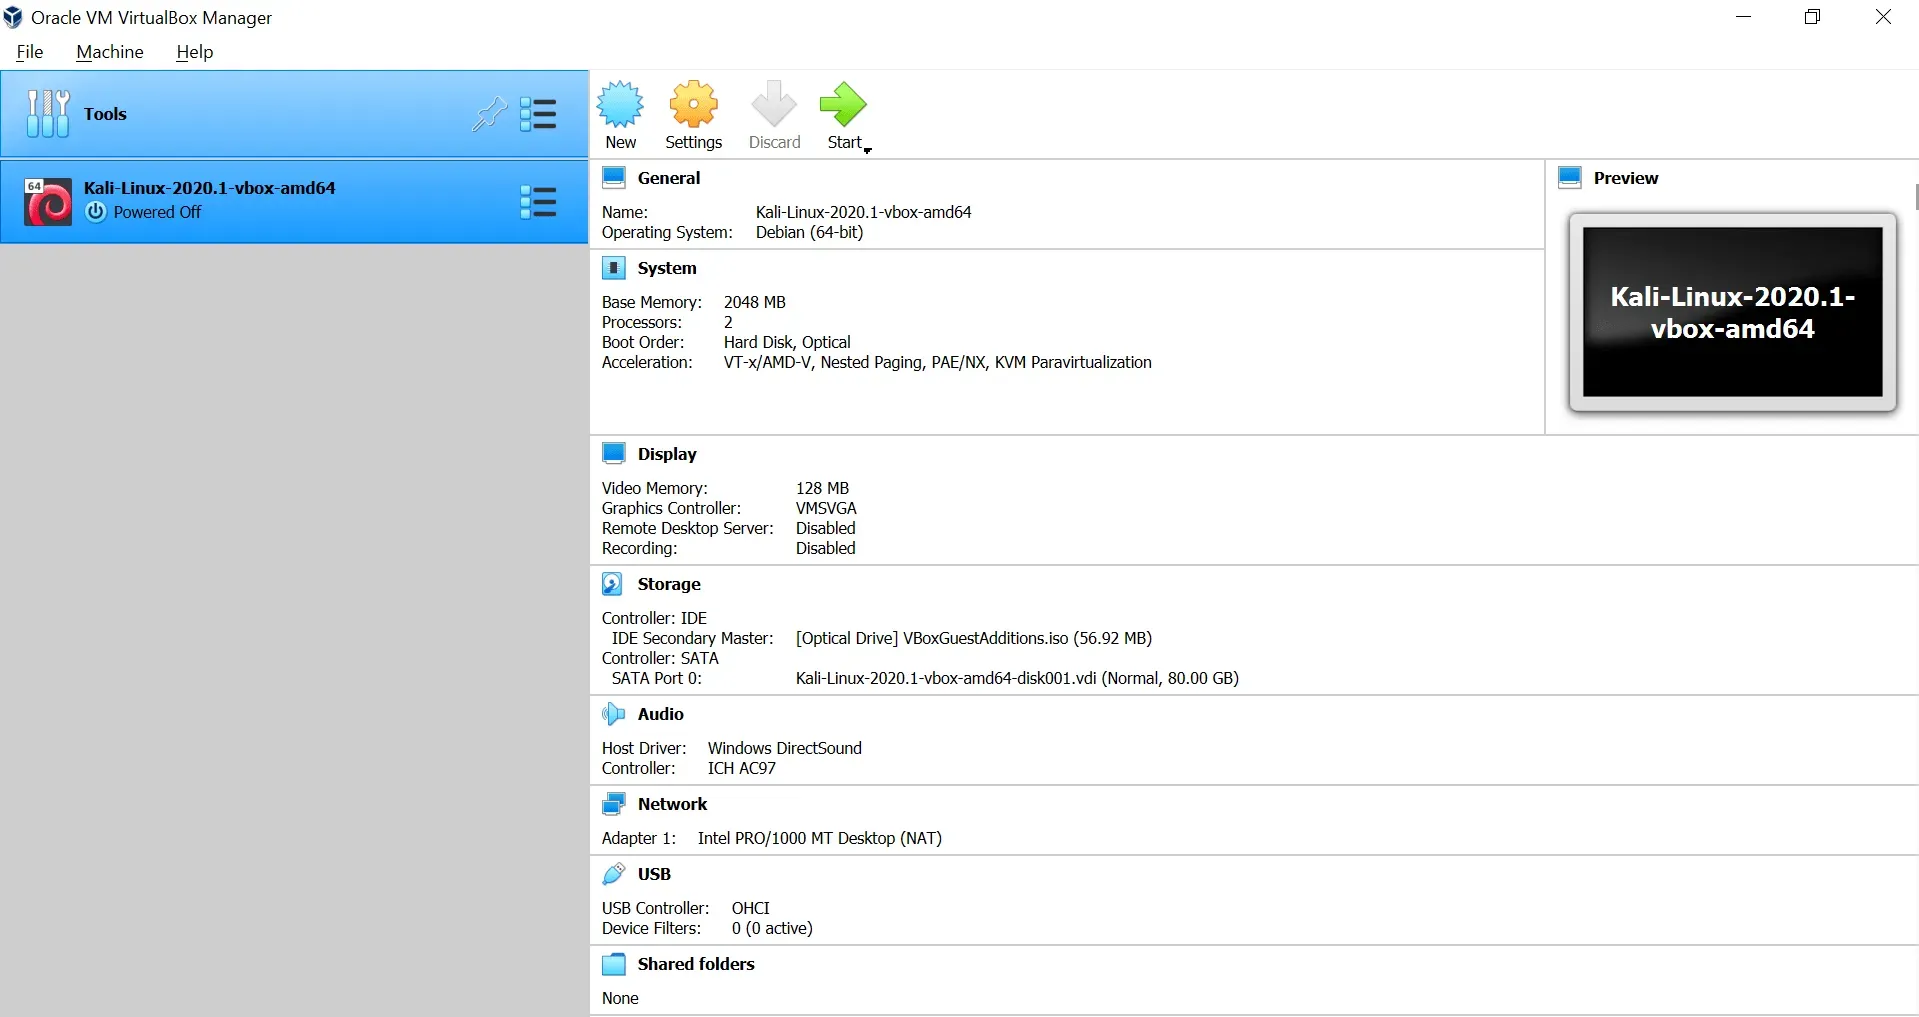 Oracle VM VirtualBox Manager
File Machine Help
Tools
64
Kali-Linux-2020.1-vbox-amd64
Powered Off
New Settings Discard Start
General
Name: Kali-Linux-2020.1-vbox-amd64
Operating System: Debian (64-bit)
Preview
Kali-Linux-2020.1-
vbox-amd64
System
Base Memory: 2048 MB
Processors: 2
Boot Order: Hard Disk, Optical
Acceleration: VT-x/AMD-V, Nested Paging, PAE/NX, KVM Paravirtualization
Display
Video Memory: 128 MB
Graphics Controller: VMSVGA
Remote Desktop Server: Disabled
Recording: Disabled
Storage
Controller: IDE
IDE Secondary Master: [Optical Drive] VBoxGuestAdditions.iso (56.92 MB)
Controller: SATA
SATA Port 0: Kali-Linux-2020.1-vbox-amd64-disk001.vdi (Normal, 80.00 GB)
Audio
Host Driver: Windows DirectSound
Controller: ICH AC97
Network
Adapter 1: Intel PRO/1000 MT Desktop (NAT)
USB
USB Controller: OHCI
Device Filters: 0 (0 active)
Shared folders
None